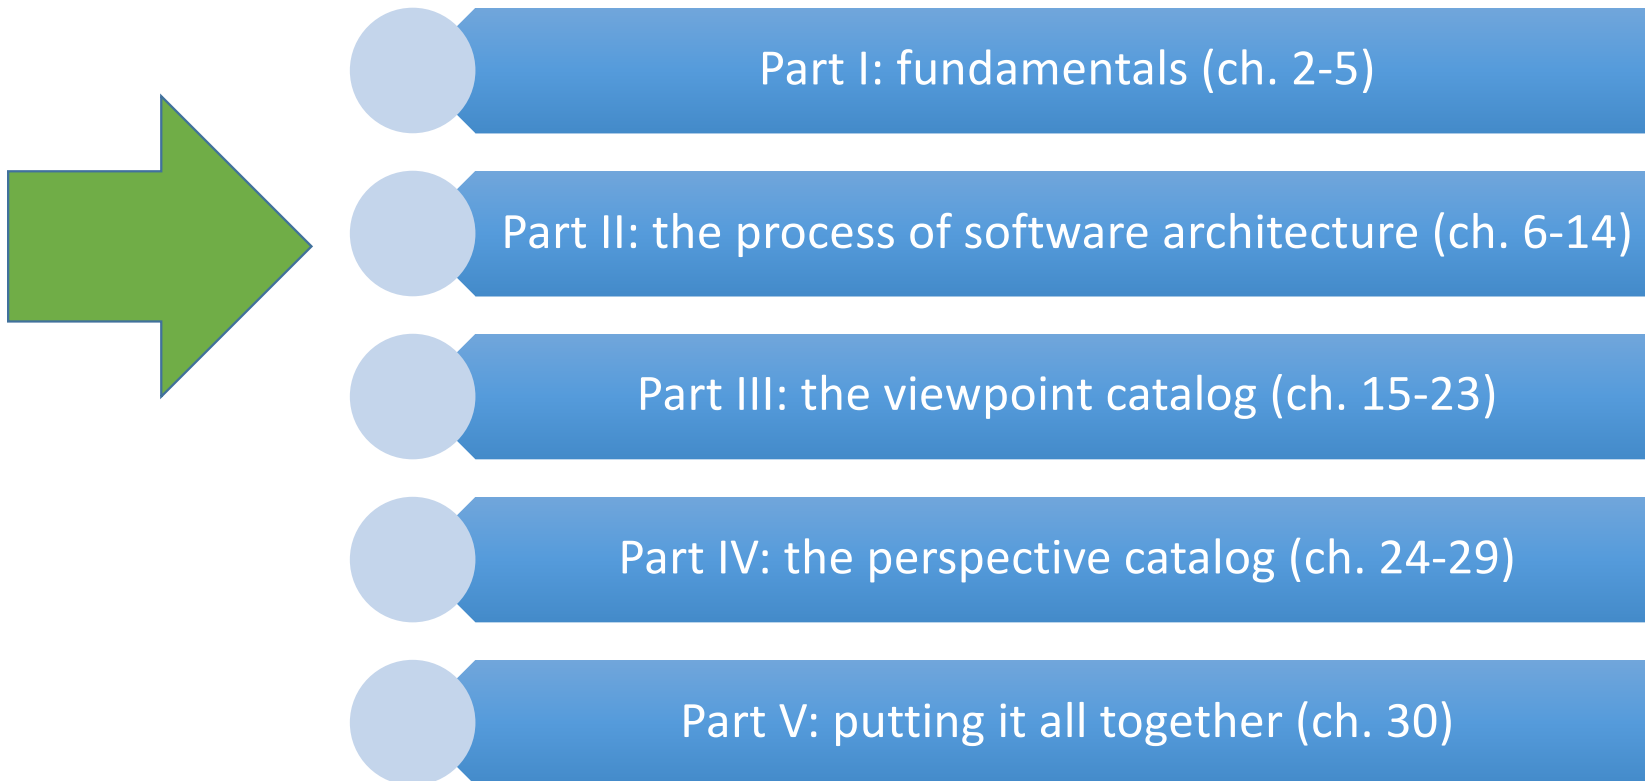 Part I: fundamentals (ch. 2-5)
Part II: the process of software architecture (ch. 6-14)
Part III: the viewpoint catalog (ch. 15-23)
Part IV: the perspective catalog (ch. 24-29)
Part V: putting it all together (ch. 30)